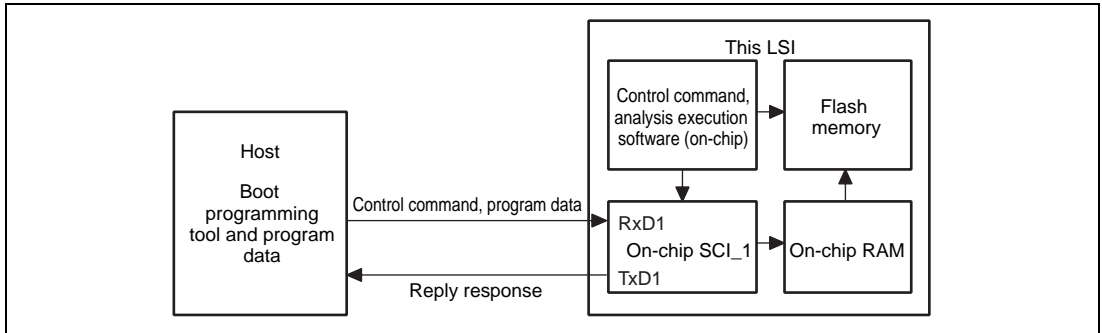 Host
Boot
programming
tool and program
data
Control command, program data
Reply response
This LSI
Control command,
analysis execution
software (on-chip)
Flash
memory
RxD1
On-chip SCI_1
TxD1
On-chip RAM